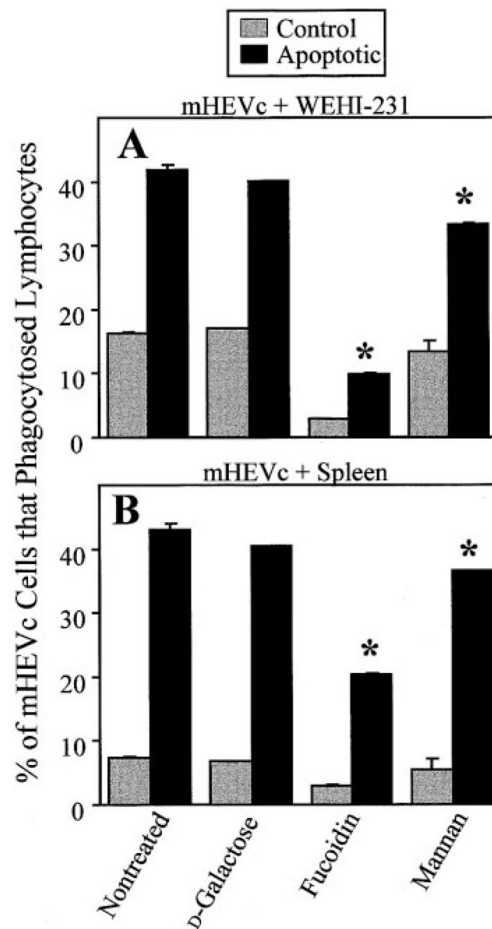 Control
Apoptotic
mHEVc + WEHI-231
A
40
30
20
10
0
*
*
mHEVc + Spleen
B
40
30
20
10
0
*
*
% of mHEVc Cells that Phagocytosed Lymphocytes
Nontreated
D-Galactose
Fucoidin
Mannan